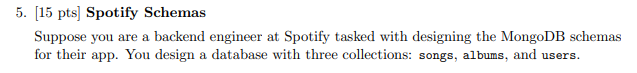 5. [15 pts] Spotify Schemas
Suppose you are a backend engineer at Spotify tasked with designing the MongoDB schemas
for their app. You design a database with three collections: songs, albums, and users.